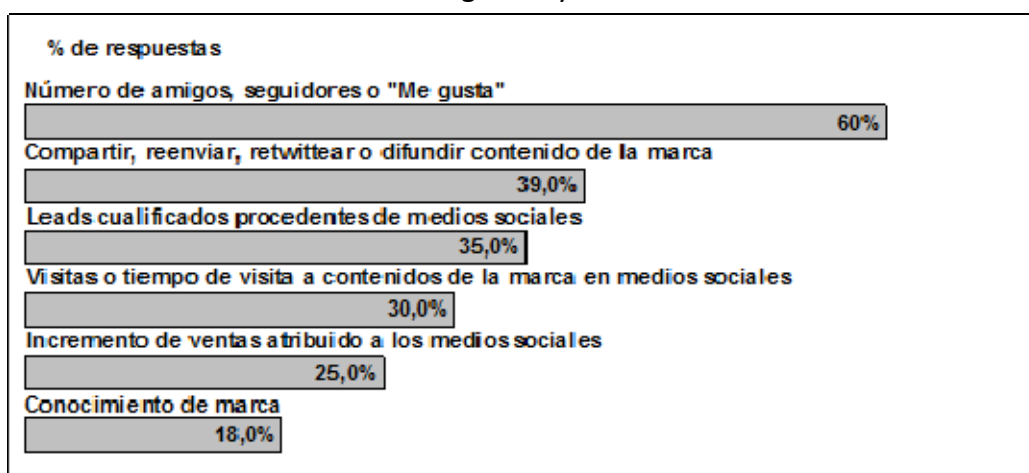 % de respuestas
Número de amigos, seguidores o "Me gusta"
60%
Compartir, reenviar, retwittear o difundir contenido de la marca
39,0%
Leads cualificados procedentes de medios sociales
35,0%
Visitas o tiempo de visita a contenidos de la marca en medios sociales
30,0%
Incremento de ventas atribuido a los medios sociales
25,0%
Conocimiento de marca
18,0%